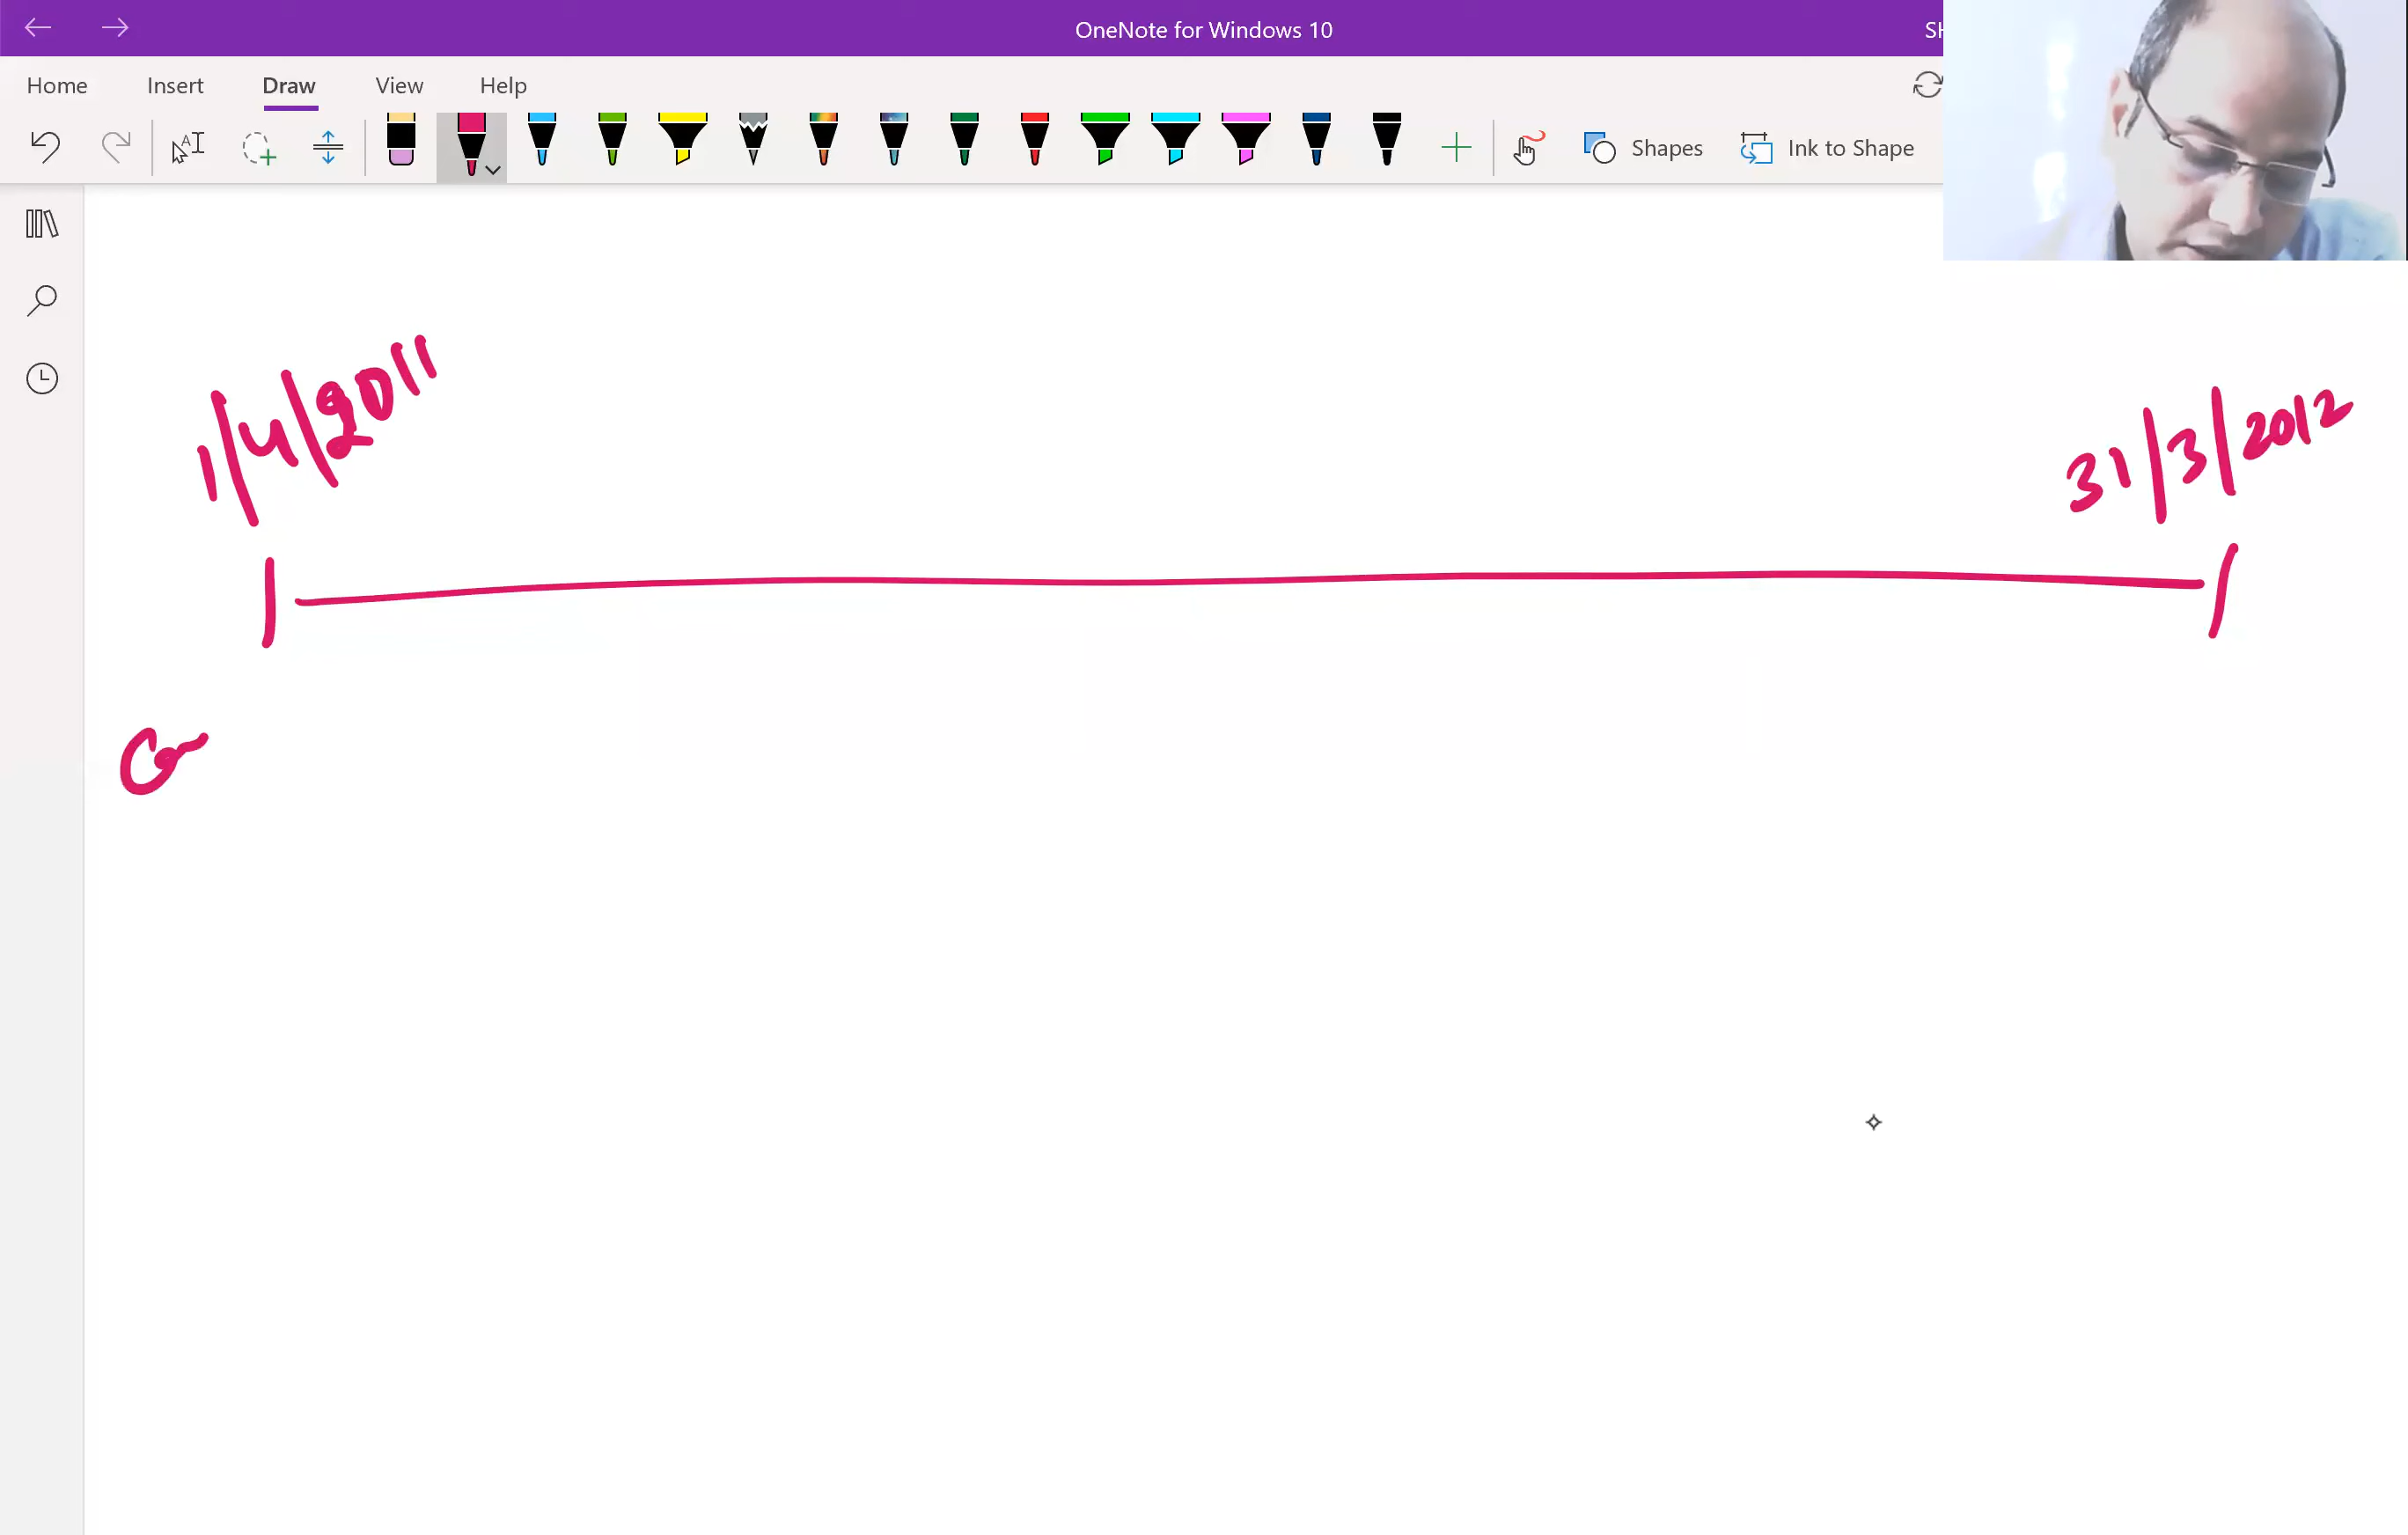 OneNote for Windows 10
Home Insert Draw View Help
Shapes Ink to Shape
1/4/2011 31/3/2012